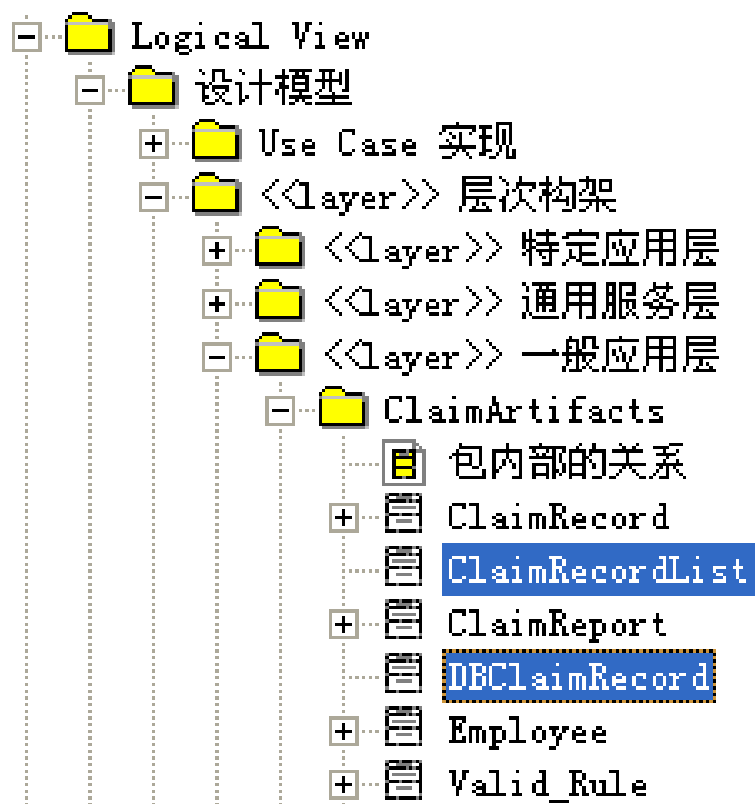 Logical View
设计模型
Use Case 实现
<<layer>> 层次构架
<<layer>> 特定应用层
<<layer>> 通用服务层
<<layer>> 一般应用层
ClaimArtifacts
包内部的关系
ClaimRecord
ClaimRecordList
ClaimReport
DBClaimRecord
Employee
Valid_Rule